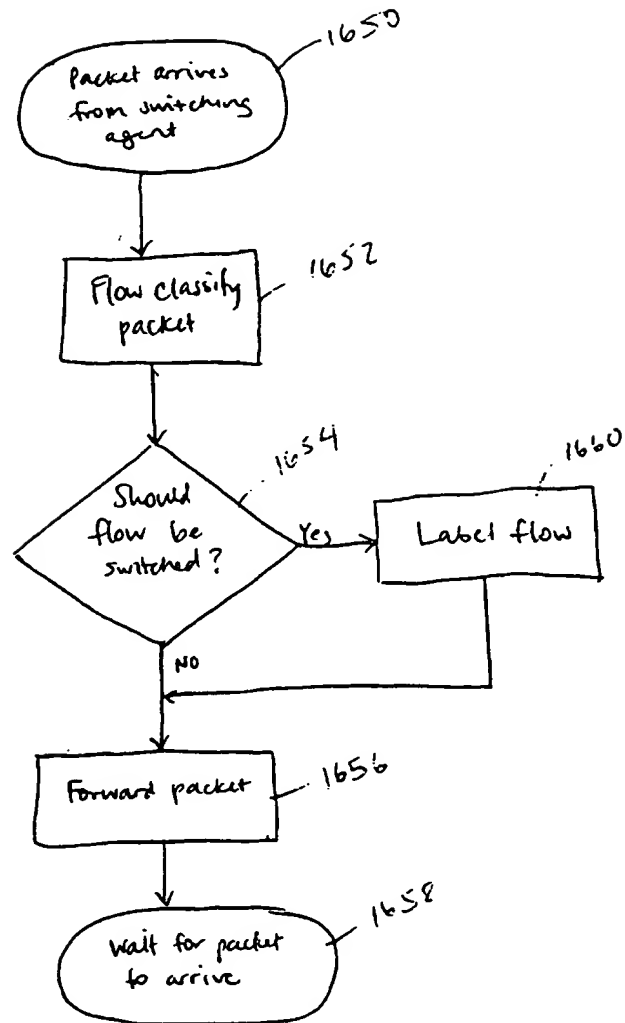 1650
Packet arrives
from switching
agent
1652
Flow classify
packet
1654
Should
flow be
switched?
Yes
1660
Label flow
NO
1656
Forward packet
1658
Wait for packet
to arrive